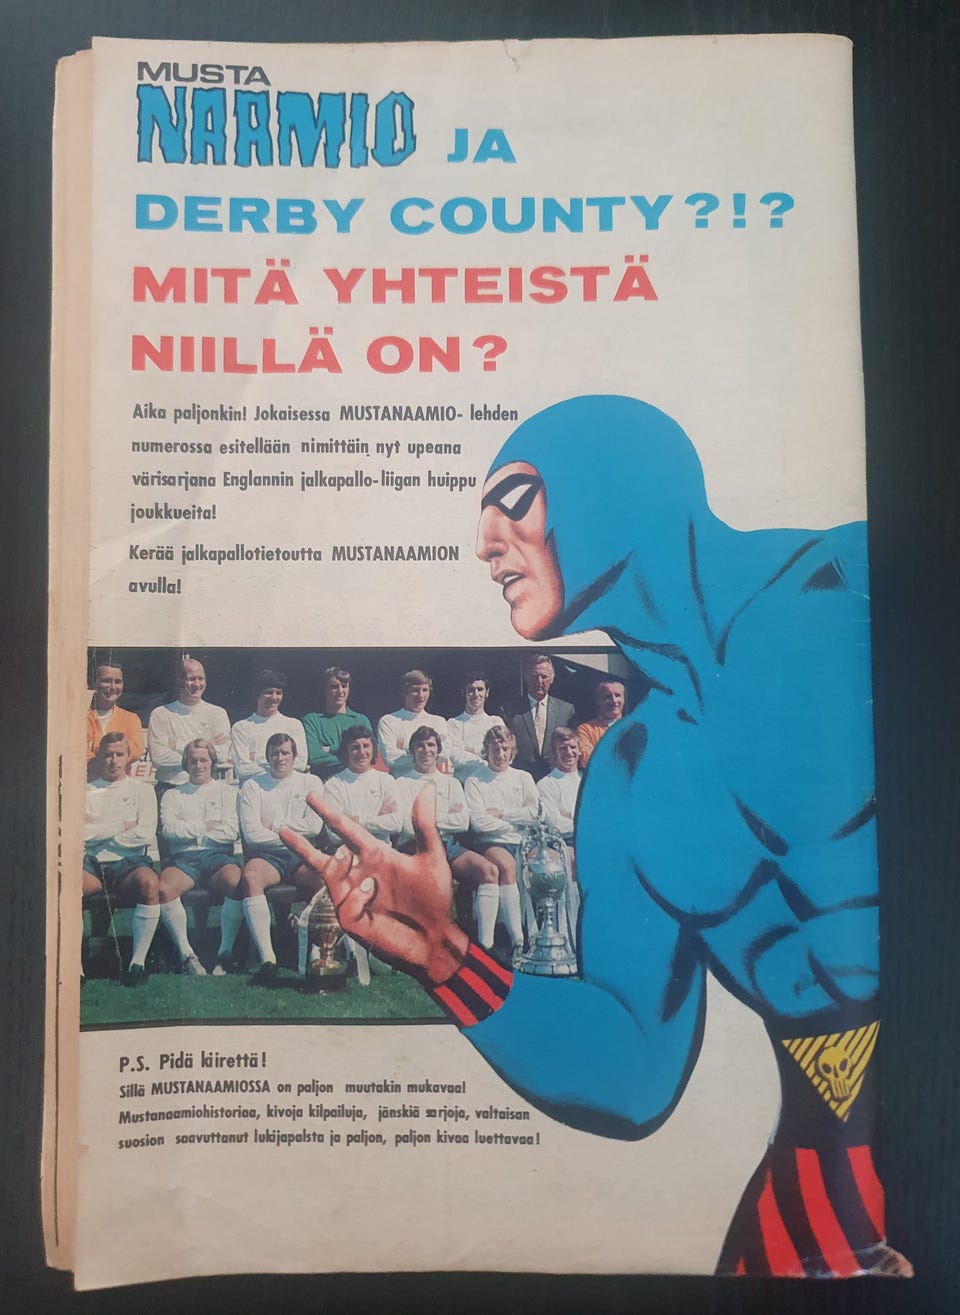 MUSTA
NAAMIO JA
DERBY COUNTY?!?
MITÄ YHTEISTÄ
NIILLÄ ON?
Aika paljonkin! Jokaisessa MUSTANAAMIO- lehden
numerossa esitellään nimittäin nyt upeana
värisarjana Englannin jalkapallo-liigan huippu
joukkueita!
Kerää jalkapallotietoutta MUSTANAAMION
avulla!
P.S. Pidä kiirettä!
Sillä MUSTANAAMIOSSA on paljon muutakin mukavaa!
Mustanaamiohistoriaa, kivoja kilpailuja, jänskiä sarjoja, valtaisan
suosion saavuttanut lukijapalsta ja paljon, paljon kivaa luettavaa!